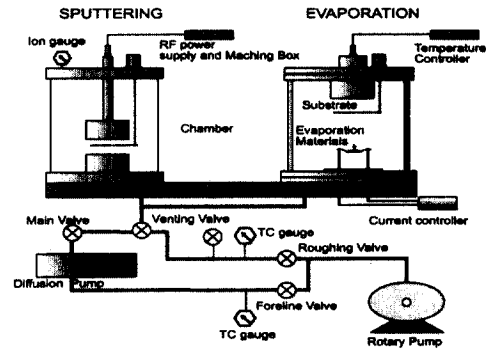 SPUTTERING
EVAPORATION
Ion gauge
RF power
supply and Maching Box
Temperature
Controller
Substrate
Chamber
Evaporation
Materials
Main Valve
Venting Valve
Current controller
TC gauge
Roughing Valve
Diffusion Pump
Foreline Valve
TC gauge
Rotary Pump